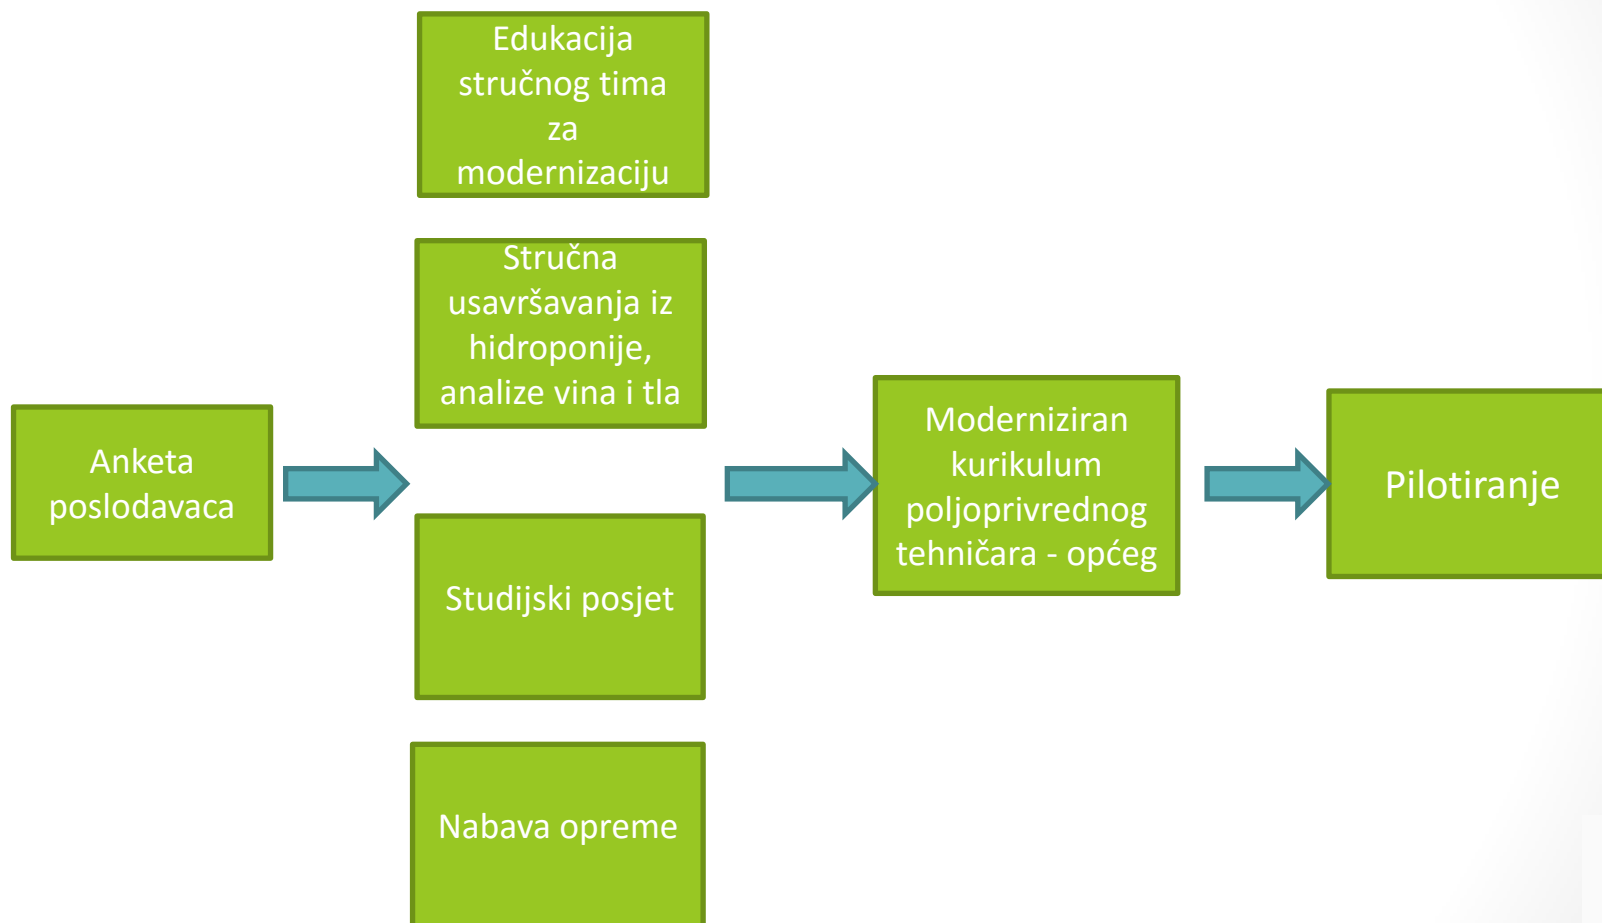 Edukacija
stručnog tima
za
modernizaciju
Stručna
usavršavanja iz
hidroponije,
analize vina i tla
Anketa
poslodavaca
Studijski posjet
Nabava opreme
Moderniziran
kurikulum
poljoprivrednog
tehničara - općeg
Pilotiranje